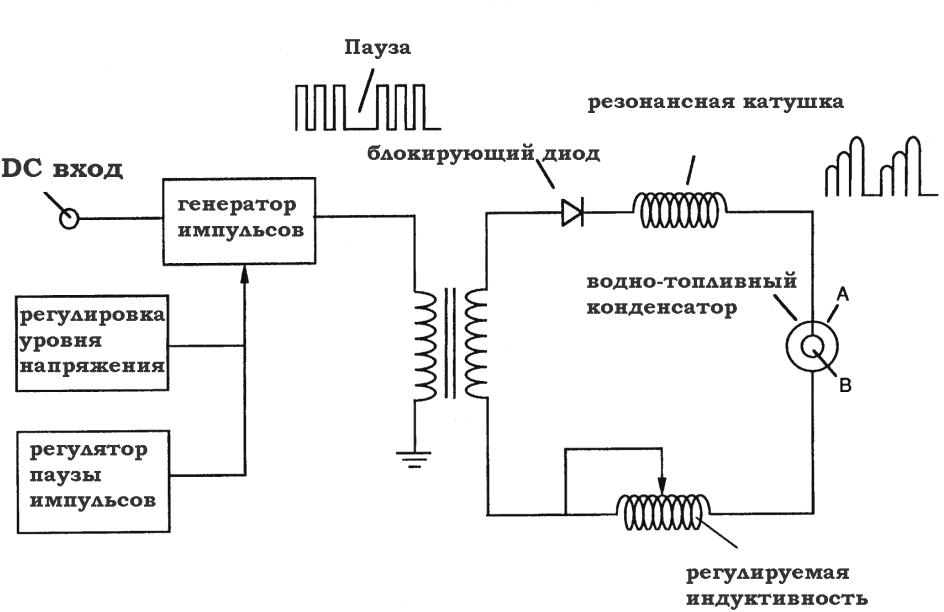 Пауза
резонансная катушка
блокирующий диод
DC вход
генератор
импульсов
водно-топливный
конденсатор
A
B
регулировка
уровня
напряжения
регулятор
паузы
импульсов
регулируемая
индуктивность